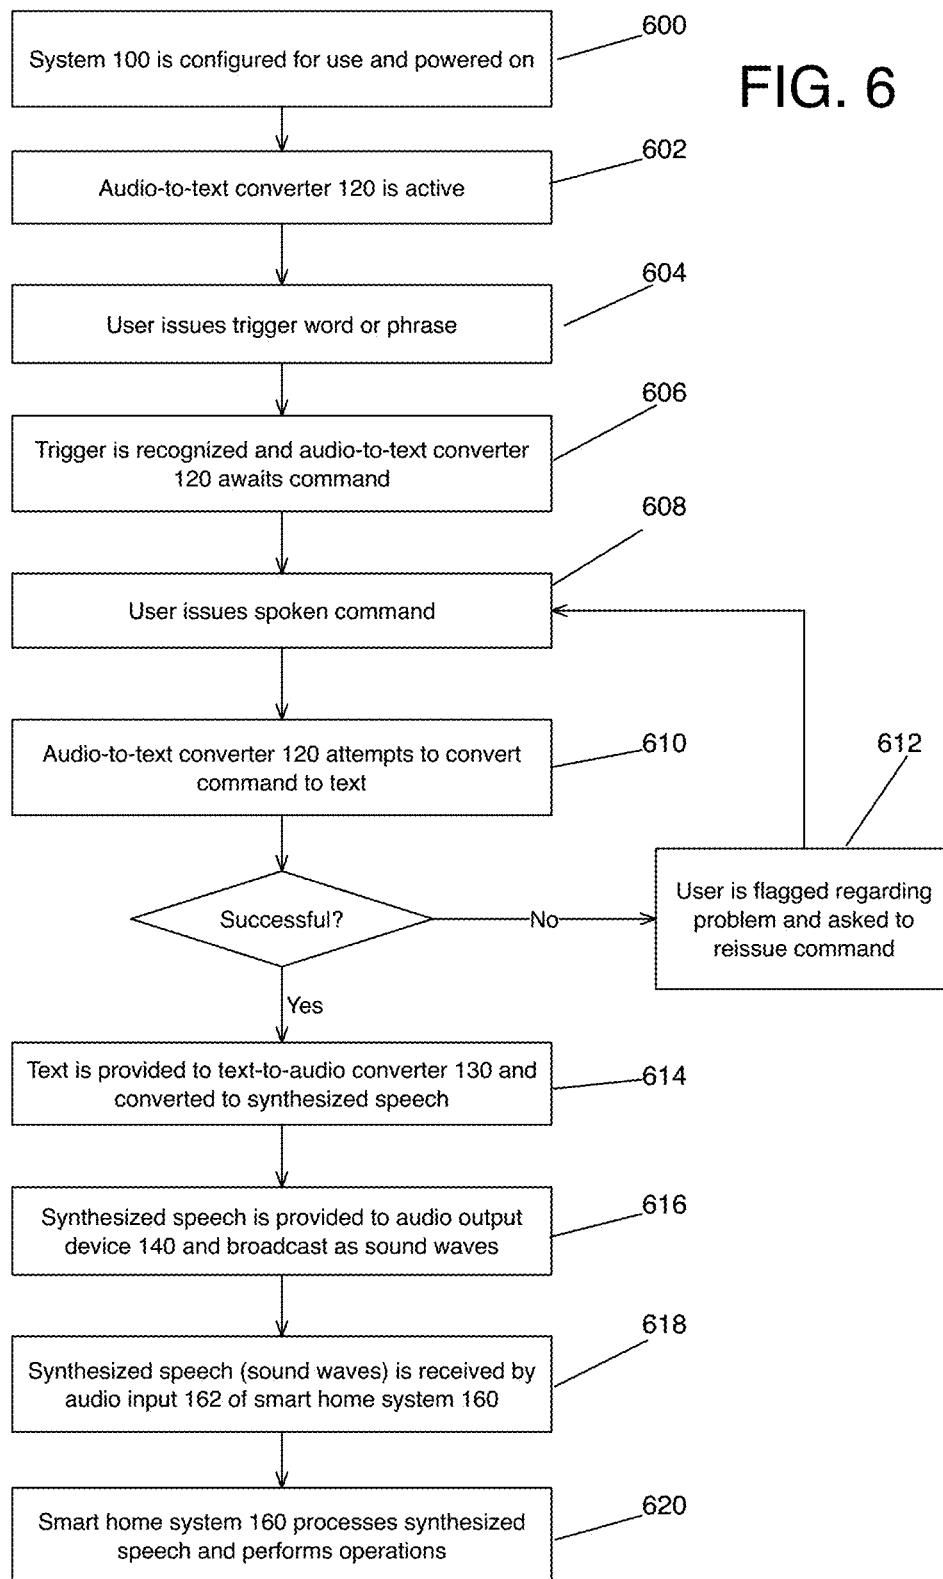 600
System 100 is configured for use and powered on
FIG. 6
602
Audio-to-text converter 120 is active
604
User issues trigger word or phrase
606
Trigger is recognized and audio-to-text converter
120 awaits command
608
User issues spoken command
610
Audio-to-text converter 120 attempts to convert
command to text
612
User is flagged regarding
problem and asked to
reissue command
Successful?
No
Yes
614
Text is provided to text-to-audio converter 130 and
converted to synthesized speech
616
Synthesized speech is provided to audio output
device 140 and broadcast as sound waves
618
Synthesized speech (sound waves) is received by
audio input 162 of smart home system 160
620
Smart home system 160 processes synthesized
speech and performs operations